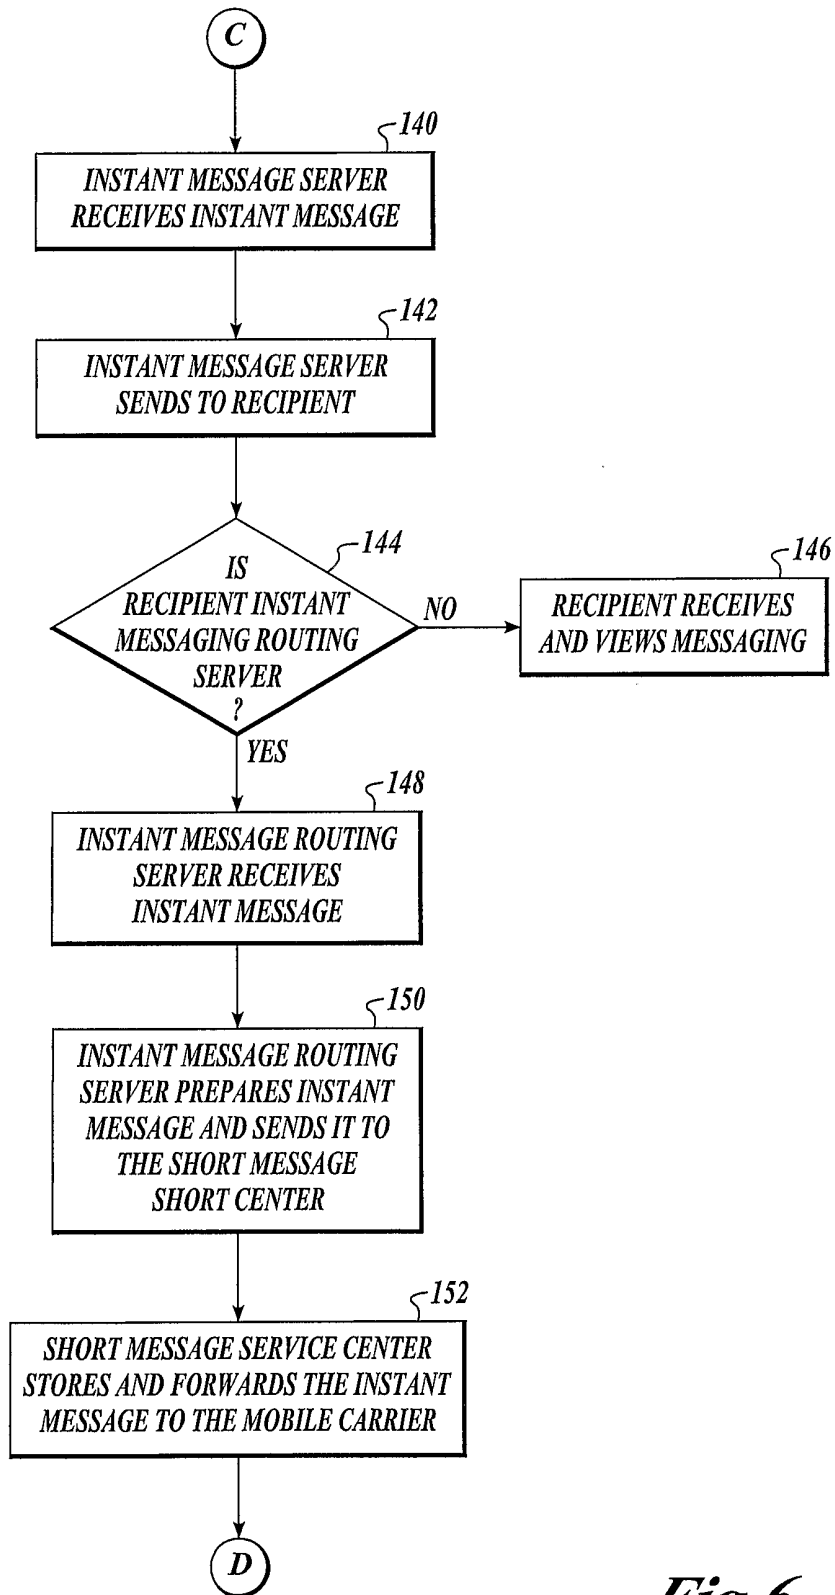 C
140
INSTANT MESSAGE SERVER
RECEIVES INSTANT MESSAGE
142
INSTANT MESSAGE SERVER
SENDS TO RECIPIENT
144
IS
RECIPIENT INSTANT
MESSAGING ROUTING
SERVER
?
NO
146
RECIPIENT RECEIVES
AND VIEWS MESSAGING
YES
148
INSTANT MESSAGE ROUTING
SERVER RECEIVES
INSTANT MESSAGE
150
INSTANT MESSAGE ROUTING
SERVER PREPARES INSTANT
MESSAGE AND SENDS IT TO
THE SHORT MESSAGE
SHORT CENTER
152
SHORT MESSAGE SERVICE CENTER
STORES AND FORWARDS THE INSTANT
MESSAGE TO THE MOBILE CARRIER
D
Fig.6